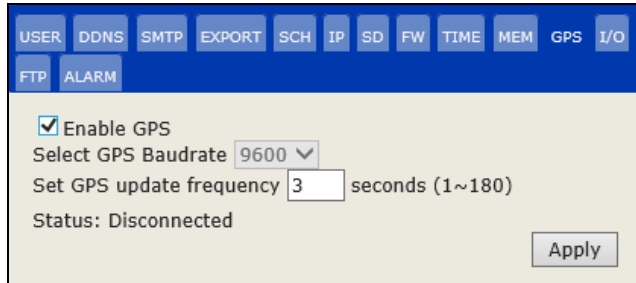 USER DDNS SMTP EXPORT SCH IP SD FW TIME MEM GPS I/O
FTP ALARM
Enable GPS
Select GPS Baudrate 9600
Set GPS update frequency 3 seconds (1~180)
Status: Disconnected
Apply